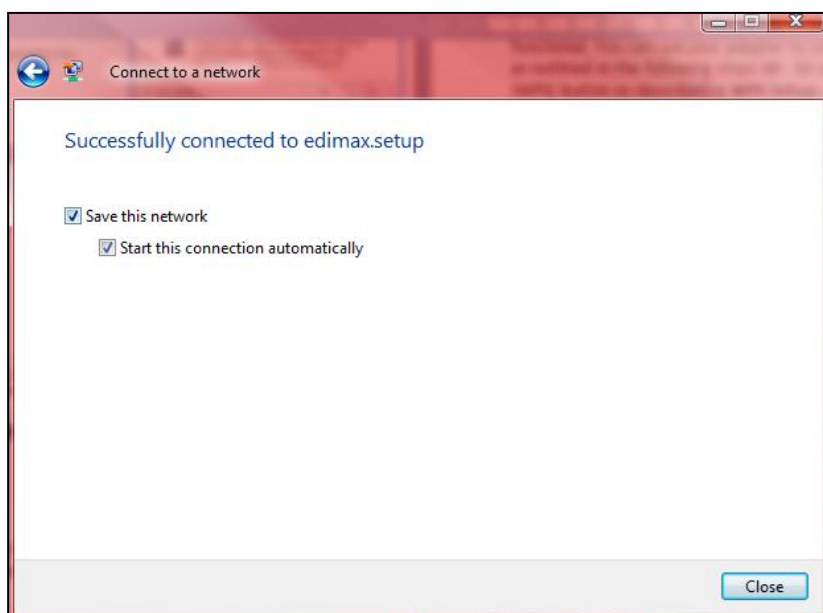 Connect to a network
Successfully connected to edimax.setup
Save this network
Start this connection automatically
Close